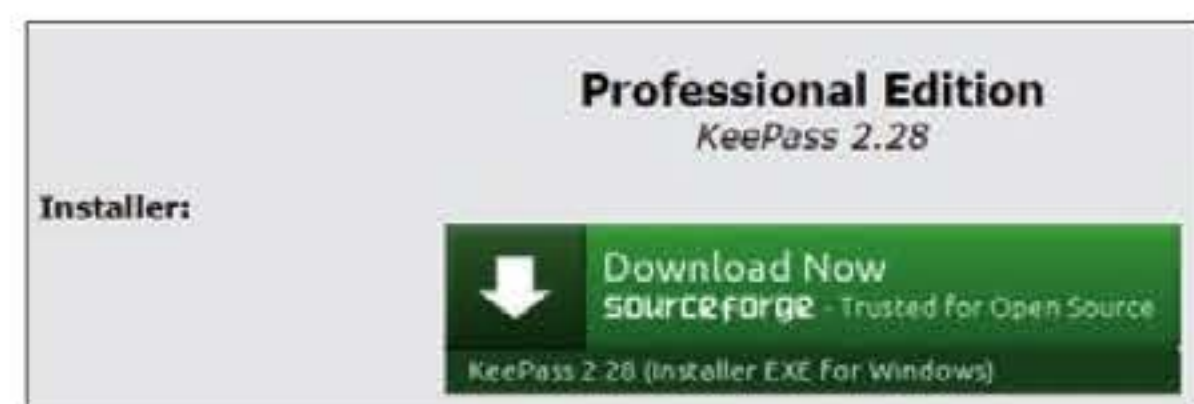 Professional Edition
KeePass 2.28
Installer:
Download Now
sourceforge - Trusted for Open Source
KeePass 2.28 (Installer EXE for Windows)